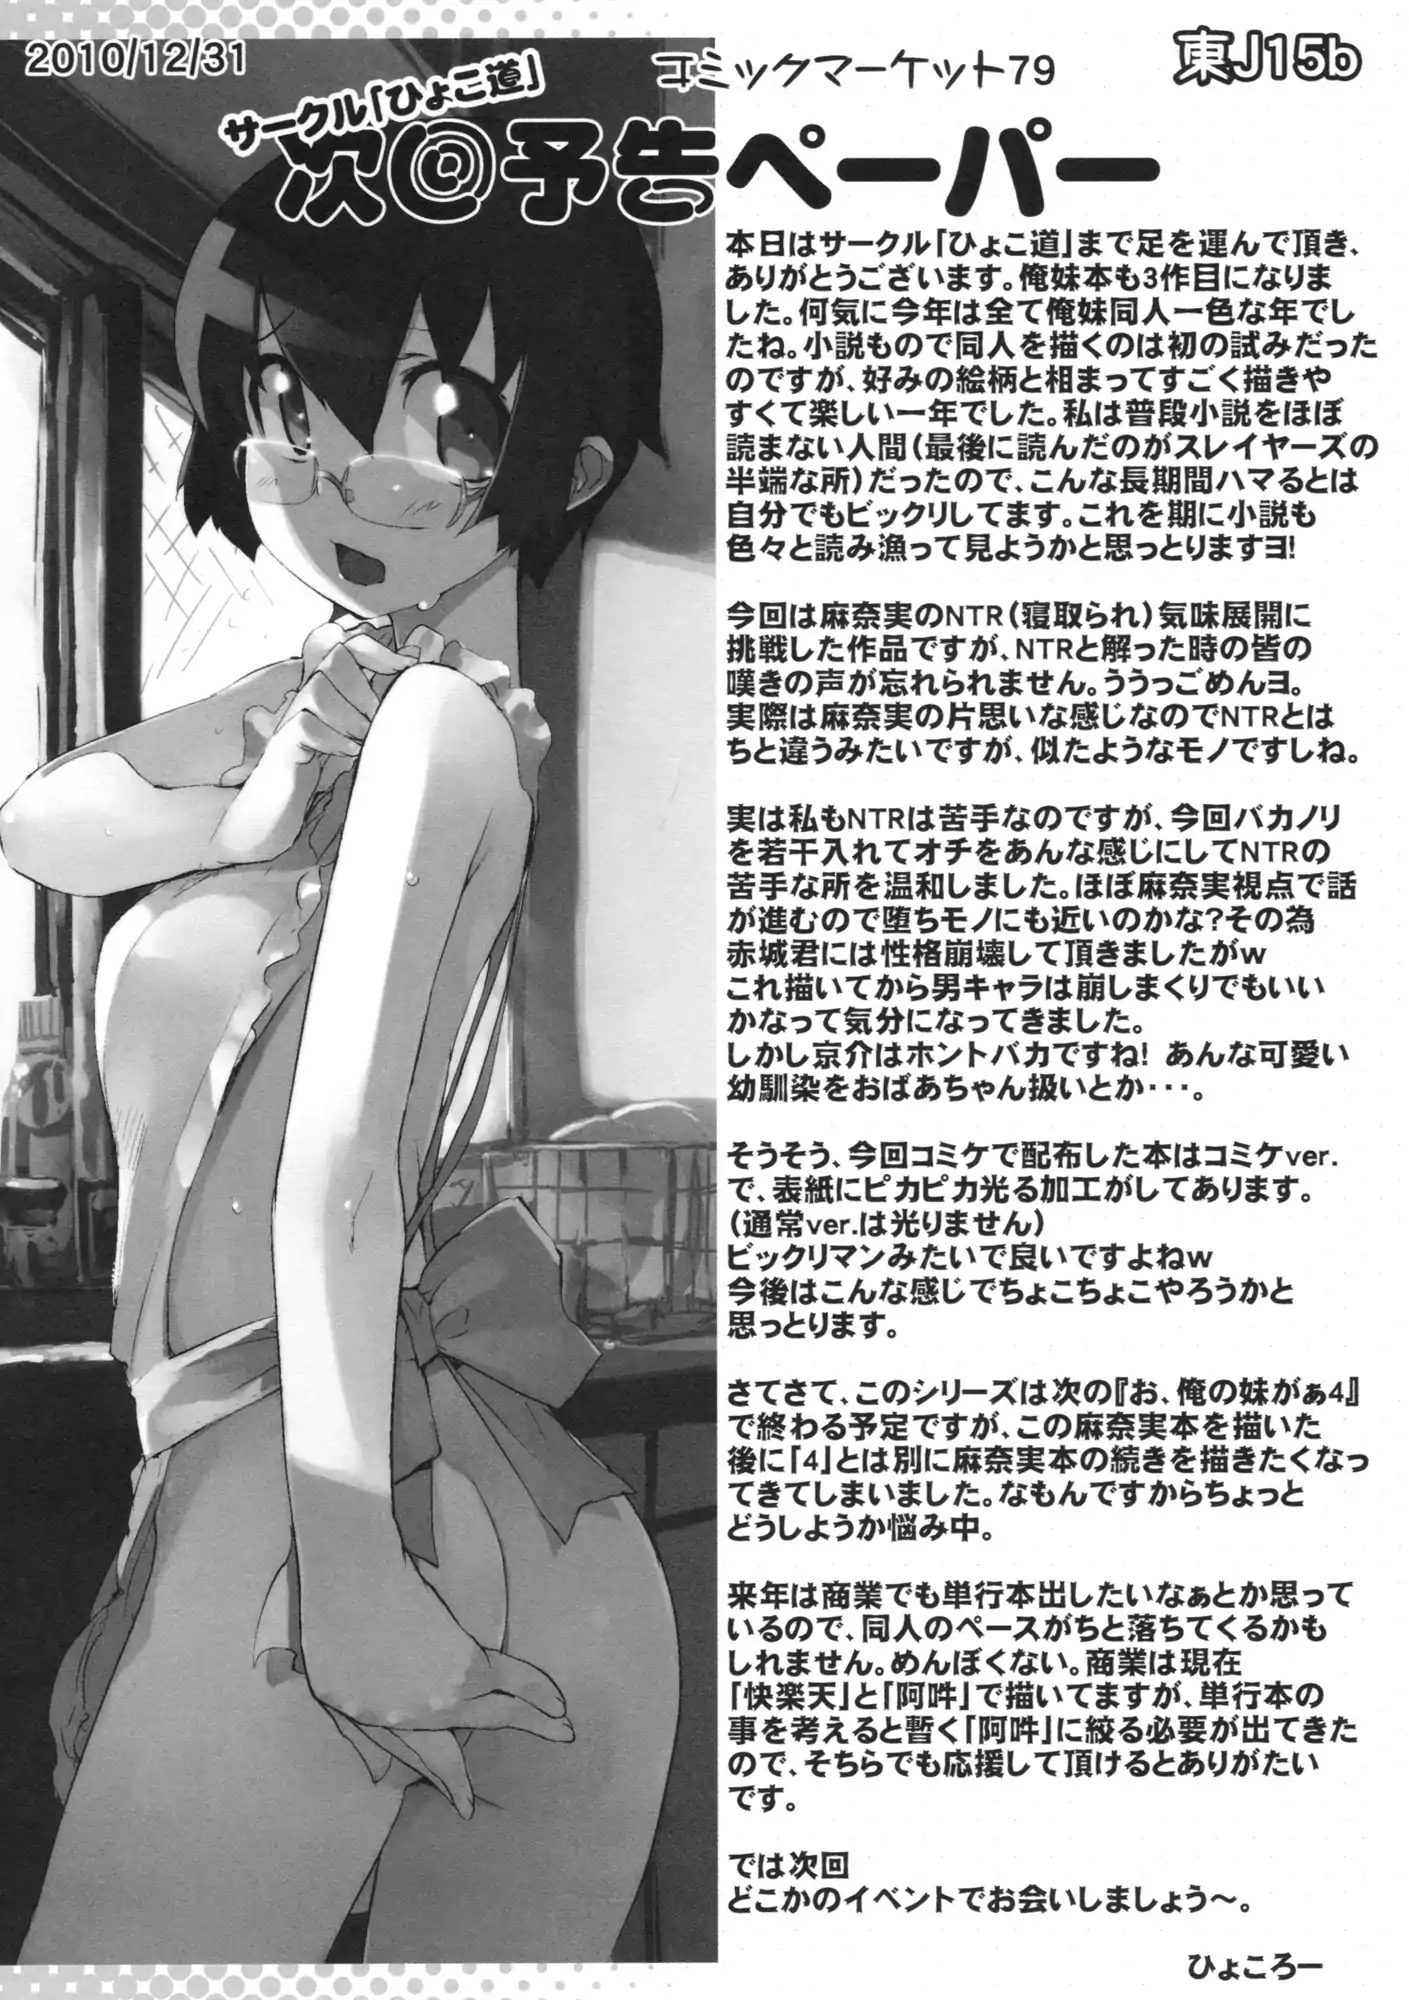 2010/12/31
コミックマーケット79
東J15b
サークル「ひょこ道」
次@予告ペーパー
本日はサークル「ひょこ道」まで足を運んで頂き、
ありがとうございます。俺妹本も3作目になりま
した。何気に今年は全て俺妹同人一色な年でし
たね。小説もので同人を描くのは初の試みだった
のですが、好みの絵柄と相まってすごく描きや
すくて楽しい一年でした。私は普段小説をほぼ
読まない人間(最後に読んだのがスレイヤーズの
半端な所)だったので、こんな長期間ハマるとは
自分でもビックリしてます。これを期に小説も
色々と読み漁って見ようかと思っとりますヨ!
今回は麻奈実のNTR(寝取られ)気味展開に
挑戦した作品ですが、NTRと解った時の皆の
嘆きの声が忘れられません。ううっごめんヨ。
実際は麻奈実の片思いな感じなのでNTRとは
ちと違うみたいですが、似たようなモノですしね。
実は私もNTRは苦手なのですが、今回バカノリ
を若干入れてオチをあんな感じにしてNTRの
苦手な所を温和しました。ほぼ麻奈実視点で話
が進むので堕ちモノにも近いのかな?その為
赤城君には性格崩壊して頂きましたがw
これ描いてから男キャラは崩しまくりでもいい
かなって気分になってきました。
しかし京介はホントバカですね! あんな可愛い
幼馴染をおばあちゃん扱いとか･･･。
そうそう、今回コミケで配布した本はコミケver.
で、表紙にピカピカ光る加工がしてあります。
(通常ver.は光りません)
ビックリマンみたいで良いですよねw
今後はこんな感じでちょこちょこやろうかと
思っとります。
さてさて、このシリーズは次の『お、俺の妹がぁ4』
で終わる予定ですが、この麻奈実本を描いた
後に「4」とは別に麻奈実本の続きを描きたくなっ
てきてしまいました。なもんですからちょっと
どうしようか悩み中。
来年は商業でも単行本出したいなぁとか思って
いるので、同人のペースがちと落ちてくるかも
しれません。めんぼくない。商業は現在
「快楽天」と「阿吽」で描いてますが、単行本の
事を考えると暫く「阿吽」に絞る必要が出てきた
ので、そちらでも応援して頂けるとありがたい
です。
では次回
どこかのイベントでお会いしましょう～。
ひょころー